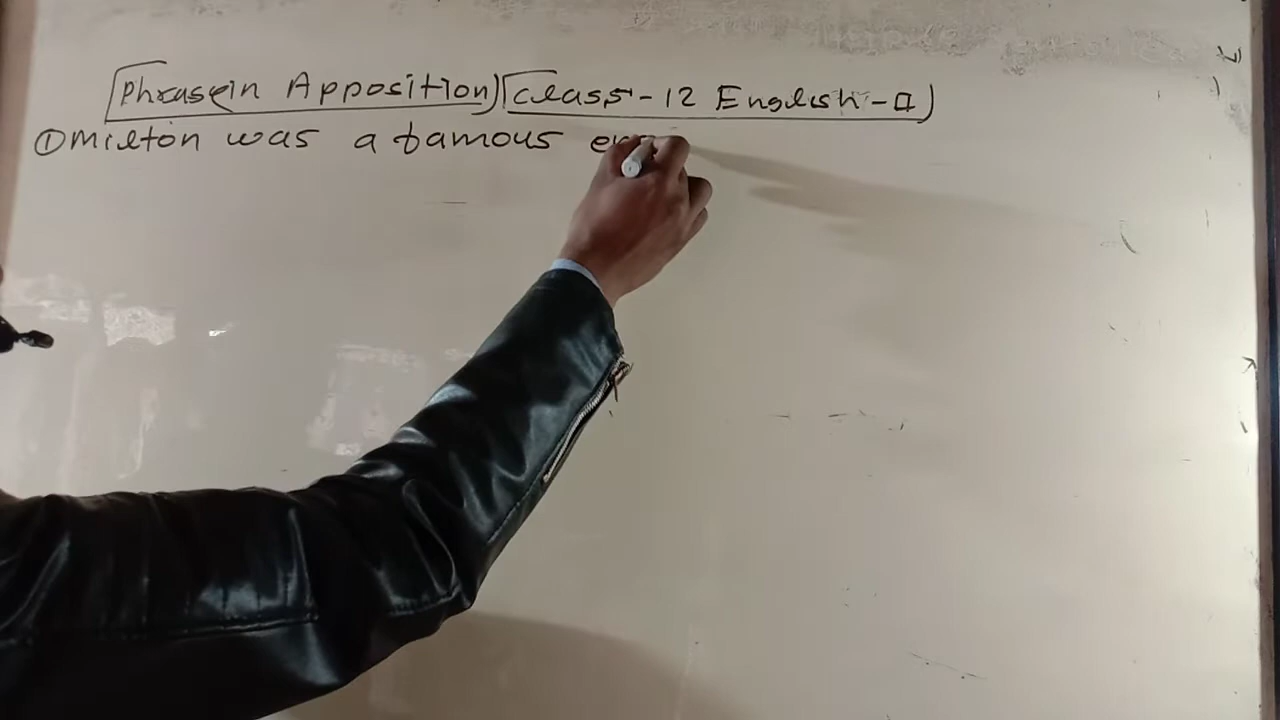 Phrase in Apposition) Class-12 English-II)
① Milton was a famous